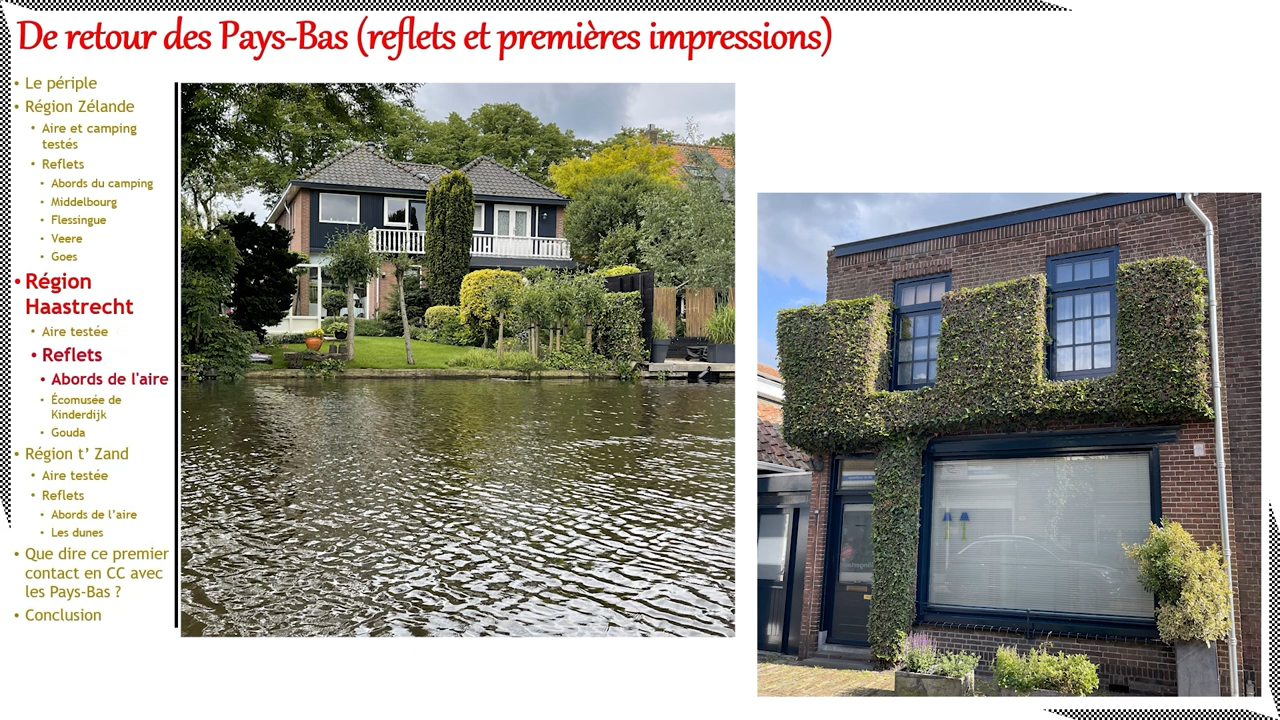 De retour des Pays-Bas (reflets et premières impressions)
• Le périple
• Région Zélande
• Aire et camping
testés
• Reflets
• Abords du camping
• Middelbourg
• Flessingue
• Veere
• Goes
• Région
Haastrecht
• Aire testée
• Reflets
• Abords de l'aire
• Écomusée de
Kinderdijk
• Gouda
• Région t’ Zand
• Aire testée
• Reflets
• Abords de l’aire
• Les dunes
• Que dire ce premier
contact en CC avec
les Pays-Bas ?
• Conclusion